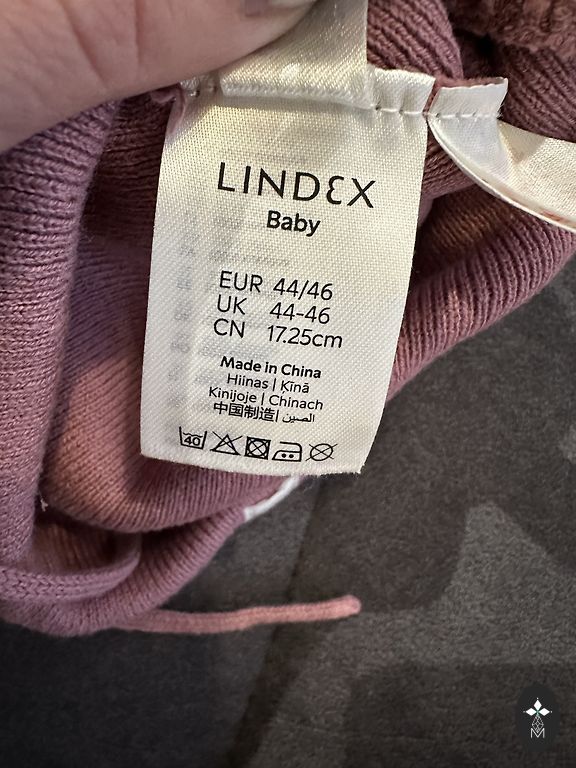 LINDEX
Baby
EUR 44/46
UK 44-46
CN 17.25cm
Made in China
Hiinas | Ķīnā
Kinijoje | Chinach
中国制造| الصين
40
M